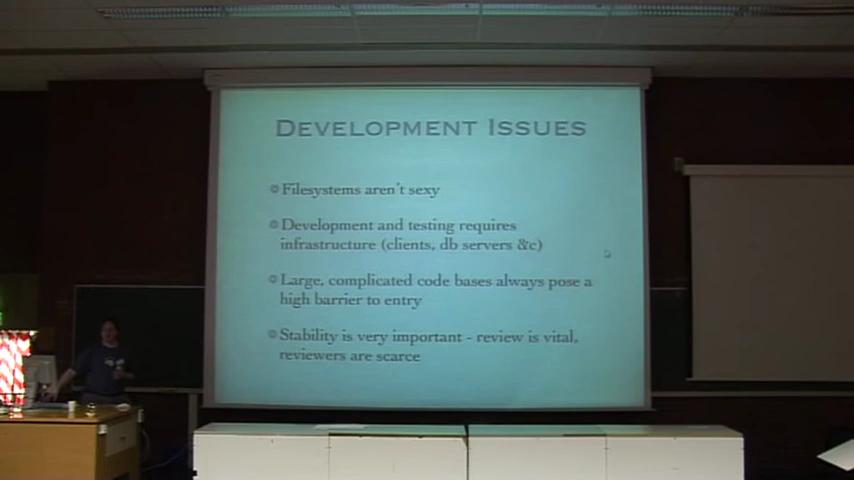 Development Issues
Filesystems aren't sexy
Development and testing requires
infrastructure (clients, db servers &c)
Large, complicated code bases always pose a
high barrier to entry
Stability is very important - review is vital,
reviewers are scarce